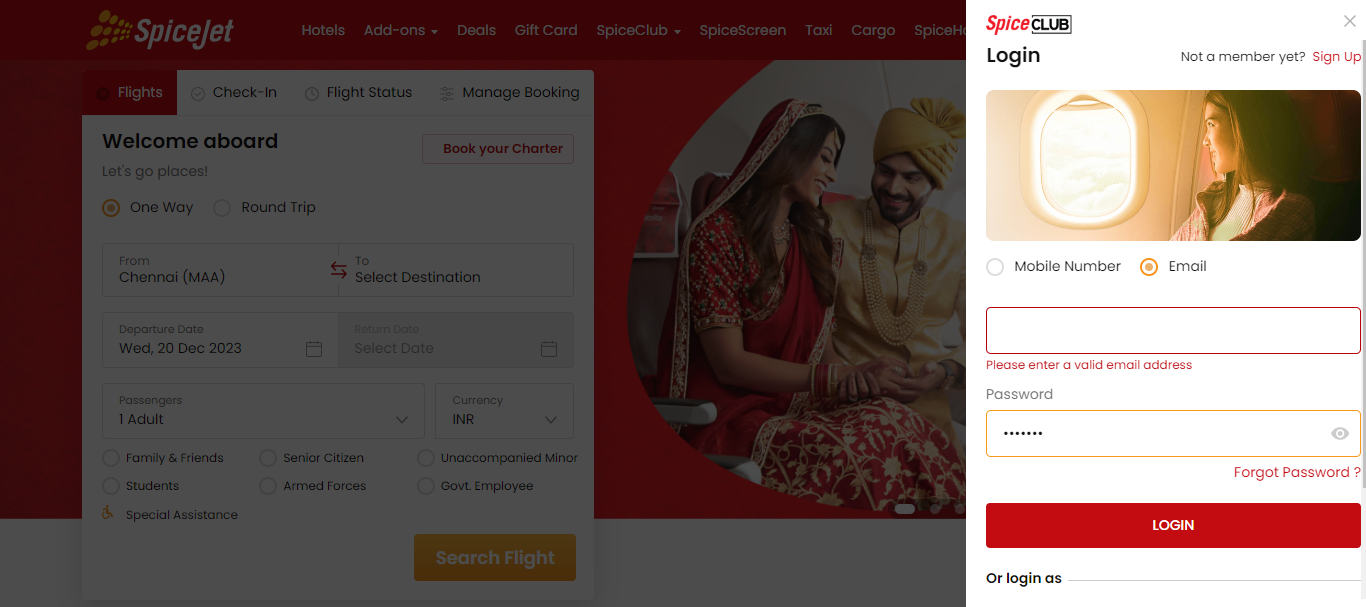 SpiceJet
Hotels Add-ons Deals Gift Card SpiceClub SpiceScreen Taxi Cargo SpiceHo
Flights Check-In Flight Status Manage Booking
Welcome aboard
Book your Charter
Let's go places!
One Way Round Trip
From
Chennai (MAA)
To
Select Destination
Departure Date
Wed, 20 Dec 2023
Return Date
Select Date
Passengers
1 Adult
Currency
INR
Family & Friends Senior Citizen Unaccompanied Minor
Students Armed Forces Govt. Employee
Special Assistance
Search Flight
SpiceCLUB
Login
Not a member yet? Sign Up
Mobile Number Email
Please enter a valid email address
Password
•••••••
Forgot Password ?
LOGIN
Or login as